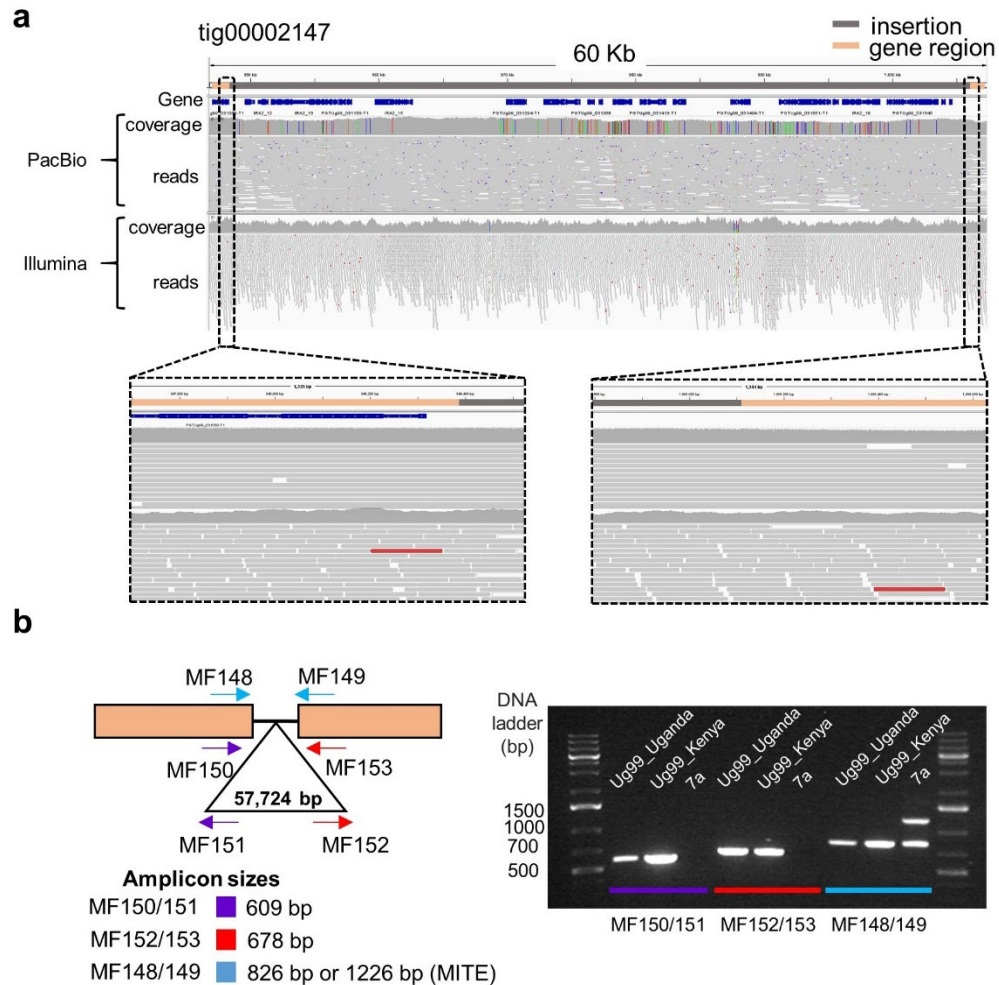 a
tig00002147
insertion
gene region
60 Kb
Gene
coverage
PacBio
reads
coverage
Illumina
reads
b
MF148
MF149
MF150
MF153
57,724 bp
MF151
MF152
Amplicon sizes
MF150/151 609 bp
MF152/153 678 bp
MF148/149 826 bp or 1226 bp (MITE)
DNA
ladder
(bp)
Ug99_Uganda
Ug99_Kenya
7a
Ug99_Uganda
Ug99_Kenya
7a
Ug99_Uganda
Ug99_Kenya
7a
1500
1000
700
500
MF150/151 MF152/153 MF148/149